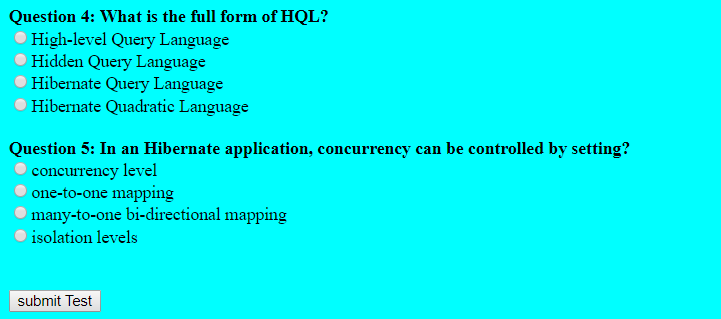 Question 4: What is the full form of HQL?
High-level Query Language
Hidden Query Language
Hibernate Query Language
Hibernate Quadratic Language
Question 5: In an Hibernate application, concurrency can be controlled by setting?
concurrency level
one-to-one mapping
many-to-one bi-directional mapping
isolation levels
submit Test